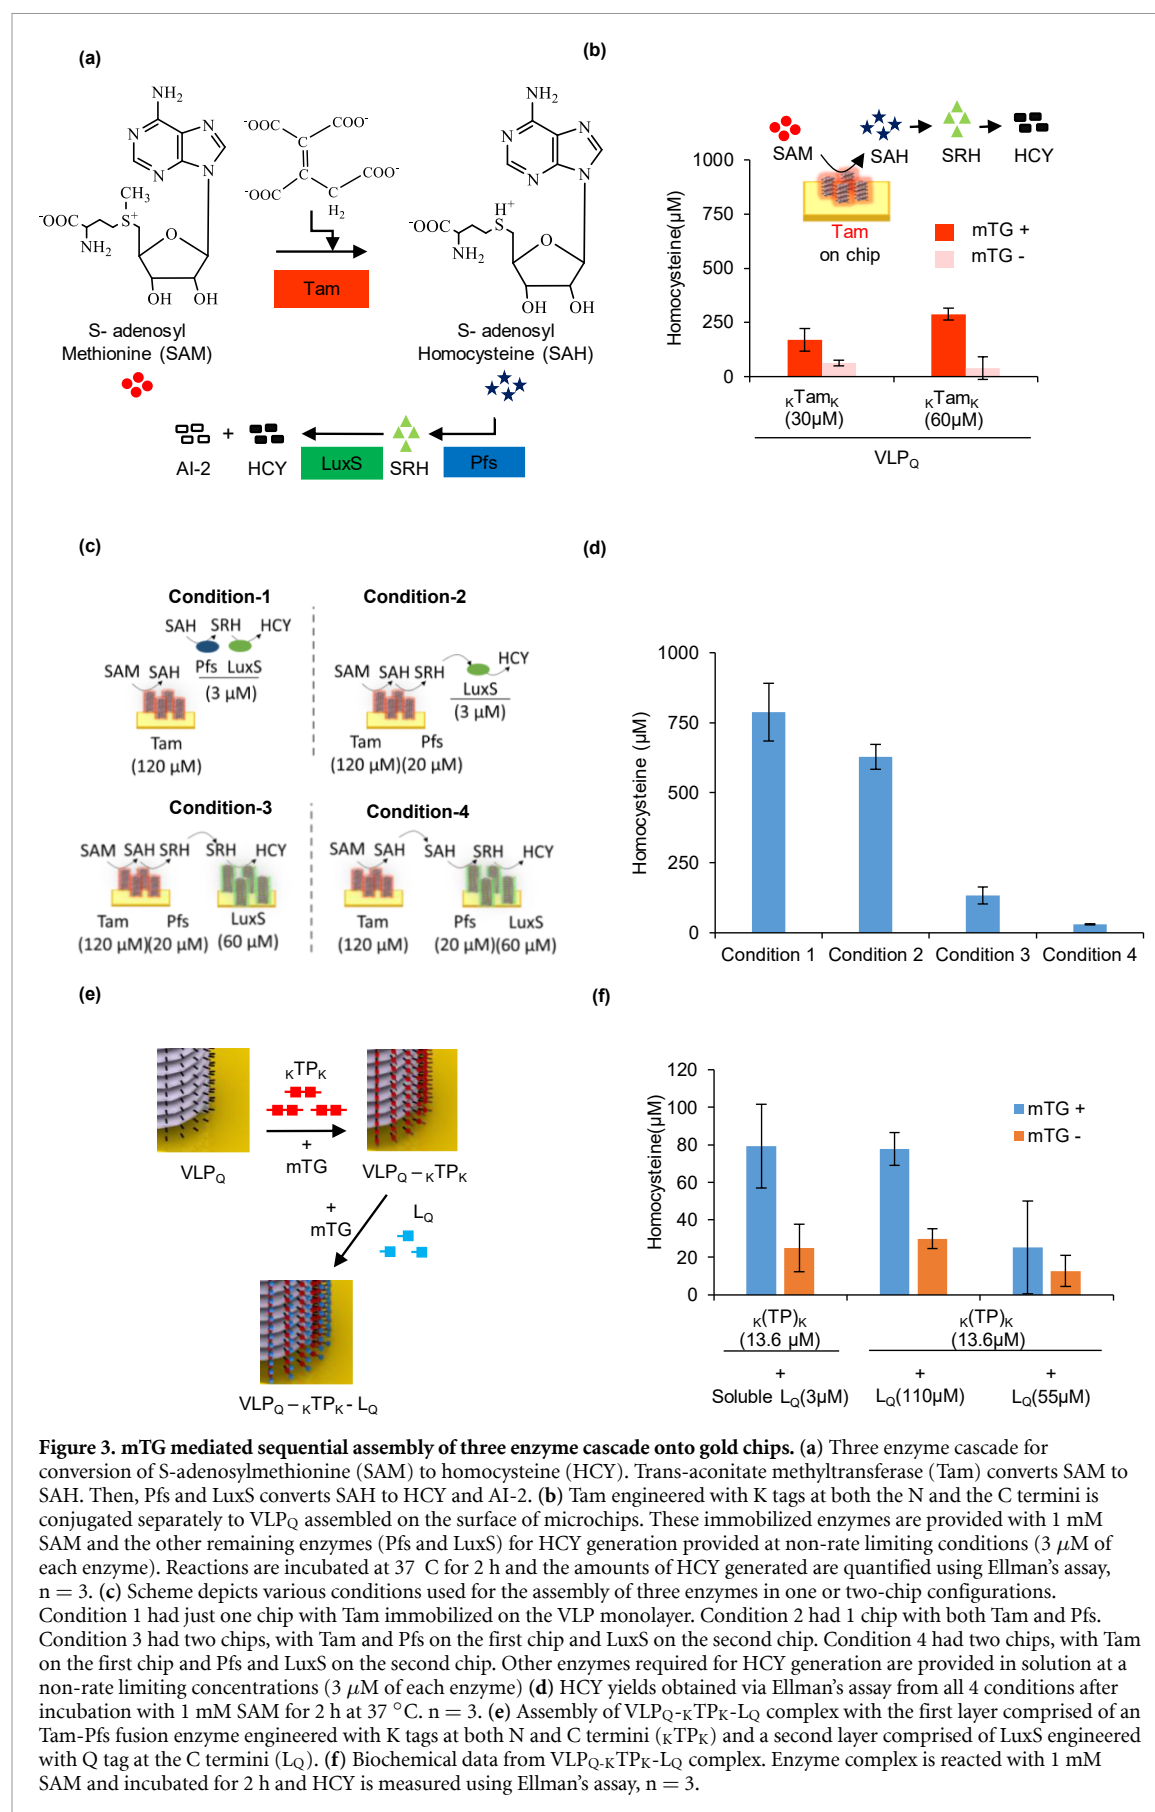 (a)
NH2
N
N
N
N
CH3
⁻OOC
S⁺
NH2
O
OH
OH
S- adenosyl
Methionine (SAM)
⁻OOC
COO⁻
C
C
COO⁻
⁻OOC
C
H2
Tam
NH2
N
N
N
N
H⁺
⁻OOC
S
NH2
O
OH
OH
S- adenosyl
Homocysteine (SAH)
AI-2
+
HCY
LuxS
SRH
Pfs
(b)
SAM
SAH
SRH
HCY
Tam
on chip
mTG +
mTG -
Homocysteine(µM)
1000
750
500
250
0
KTamK
(30µM)
KTamK
(60µM)
VLPQ
(c)
Condition-1
SAH SRH HCY
SAM SAH
Pfs LuxS
(3 µM)
Tam
(120 µM)
Condition-2
HCY
SAM SAH SRH
LuxS
(3 µM)
Tam Pfs
(120 µM)(20 µM)
Condition-3
SAM SAH SRH SRH HCY
Tam Pfs LuxS
(120 µM)(20 µM) (60 µM)
Condition-4
SAM SAH SAH SRH HCY
Tam Pfs LuxS
(120 µM) (20 µM)(60 µM)
(d)
Homocysteine (µM)
1000
750
500
250
0
Condition 1 Condition 2 Condition 3 Condition 4
(e)
VLPQ
KTPK
+
mTG
VLPQ – KTPK
+
mTG
LQ
VLPQ – KTPK - LQ
(f)
Homocysteine(µM)
120
100
80
60
40
20
0
mTG +
mTG -
K(TP)K
(13.6 µM)
K(TP)K
(13.6µM)
+
Soluble LQ(3µM)
+
LQ(110µM)
+
LQ(55µM)
Figure 3. mTG mediated sequential assembly of three enzyme cascade onto gold chips. (a) Three enzyme cascade for
conversion of S-adenosylmethionine (SAM) to homocysteine (HCY). Trans-aconitate methyltransferase (Tam) converts SAM to
SAH. Then, Pfs and LuxS converts SAH to HCY and AI-2. (b) Tam engineered with K tags at both the N and the C termini is
conjugated separately to VLPQ assembled on the surface of microchips. These immobilized enzymes are provided with 1 mM
SAM and the other remaining enzymes (Pfs and LuxS) for HCY generation provided at non-rate limiting conditions (3 µM of
each enzyme). Reactions are incubated at 37 C for 2 h and the amounts of HCY generated are quantified using Ellman's assay,
n = 3. (c) Scheme depicts various conditions used for the assembly of three enzymes in one or two-chip configurations.
Condition 1 had just one chip with Tam immobilized on the VLP monolayer. Condition 2 had 1 chip with both Tam and Pfs.
Condition 3 had two chips, with Tam and Pfs on the first chip and LuxS on the second chip. Condition 4 had two chips, with Tam
on the first chip and Pfs and LuxS on the second chip. Other enzymes required for HCY generation are provided in solution at a
non-rate limiting concentrations (3 µM of each enzyme) (d) HCY yields obtained via Ellman's assay from all 4 conditions after
incubation with 1 mM SAM for 2 h at 37 °C. n = 3. (e) Assembly of VLPQ-KTPK-LQ complex with the first layer comprised of an
Tam-Pfs fusion enzyme engineered with K tags at both N and C termini (KTPK) and a second layer comprised of LuxS engineered
with Q tag at the C termini (LQ). (f) Biochemical data from VLPQ-KTPK-LQ complex. Enzyme complex is reacted with 1 mM
SAM and incubated for 2 h and HCY is measured using Ellman's assay, n = 3.